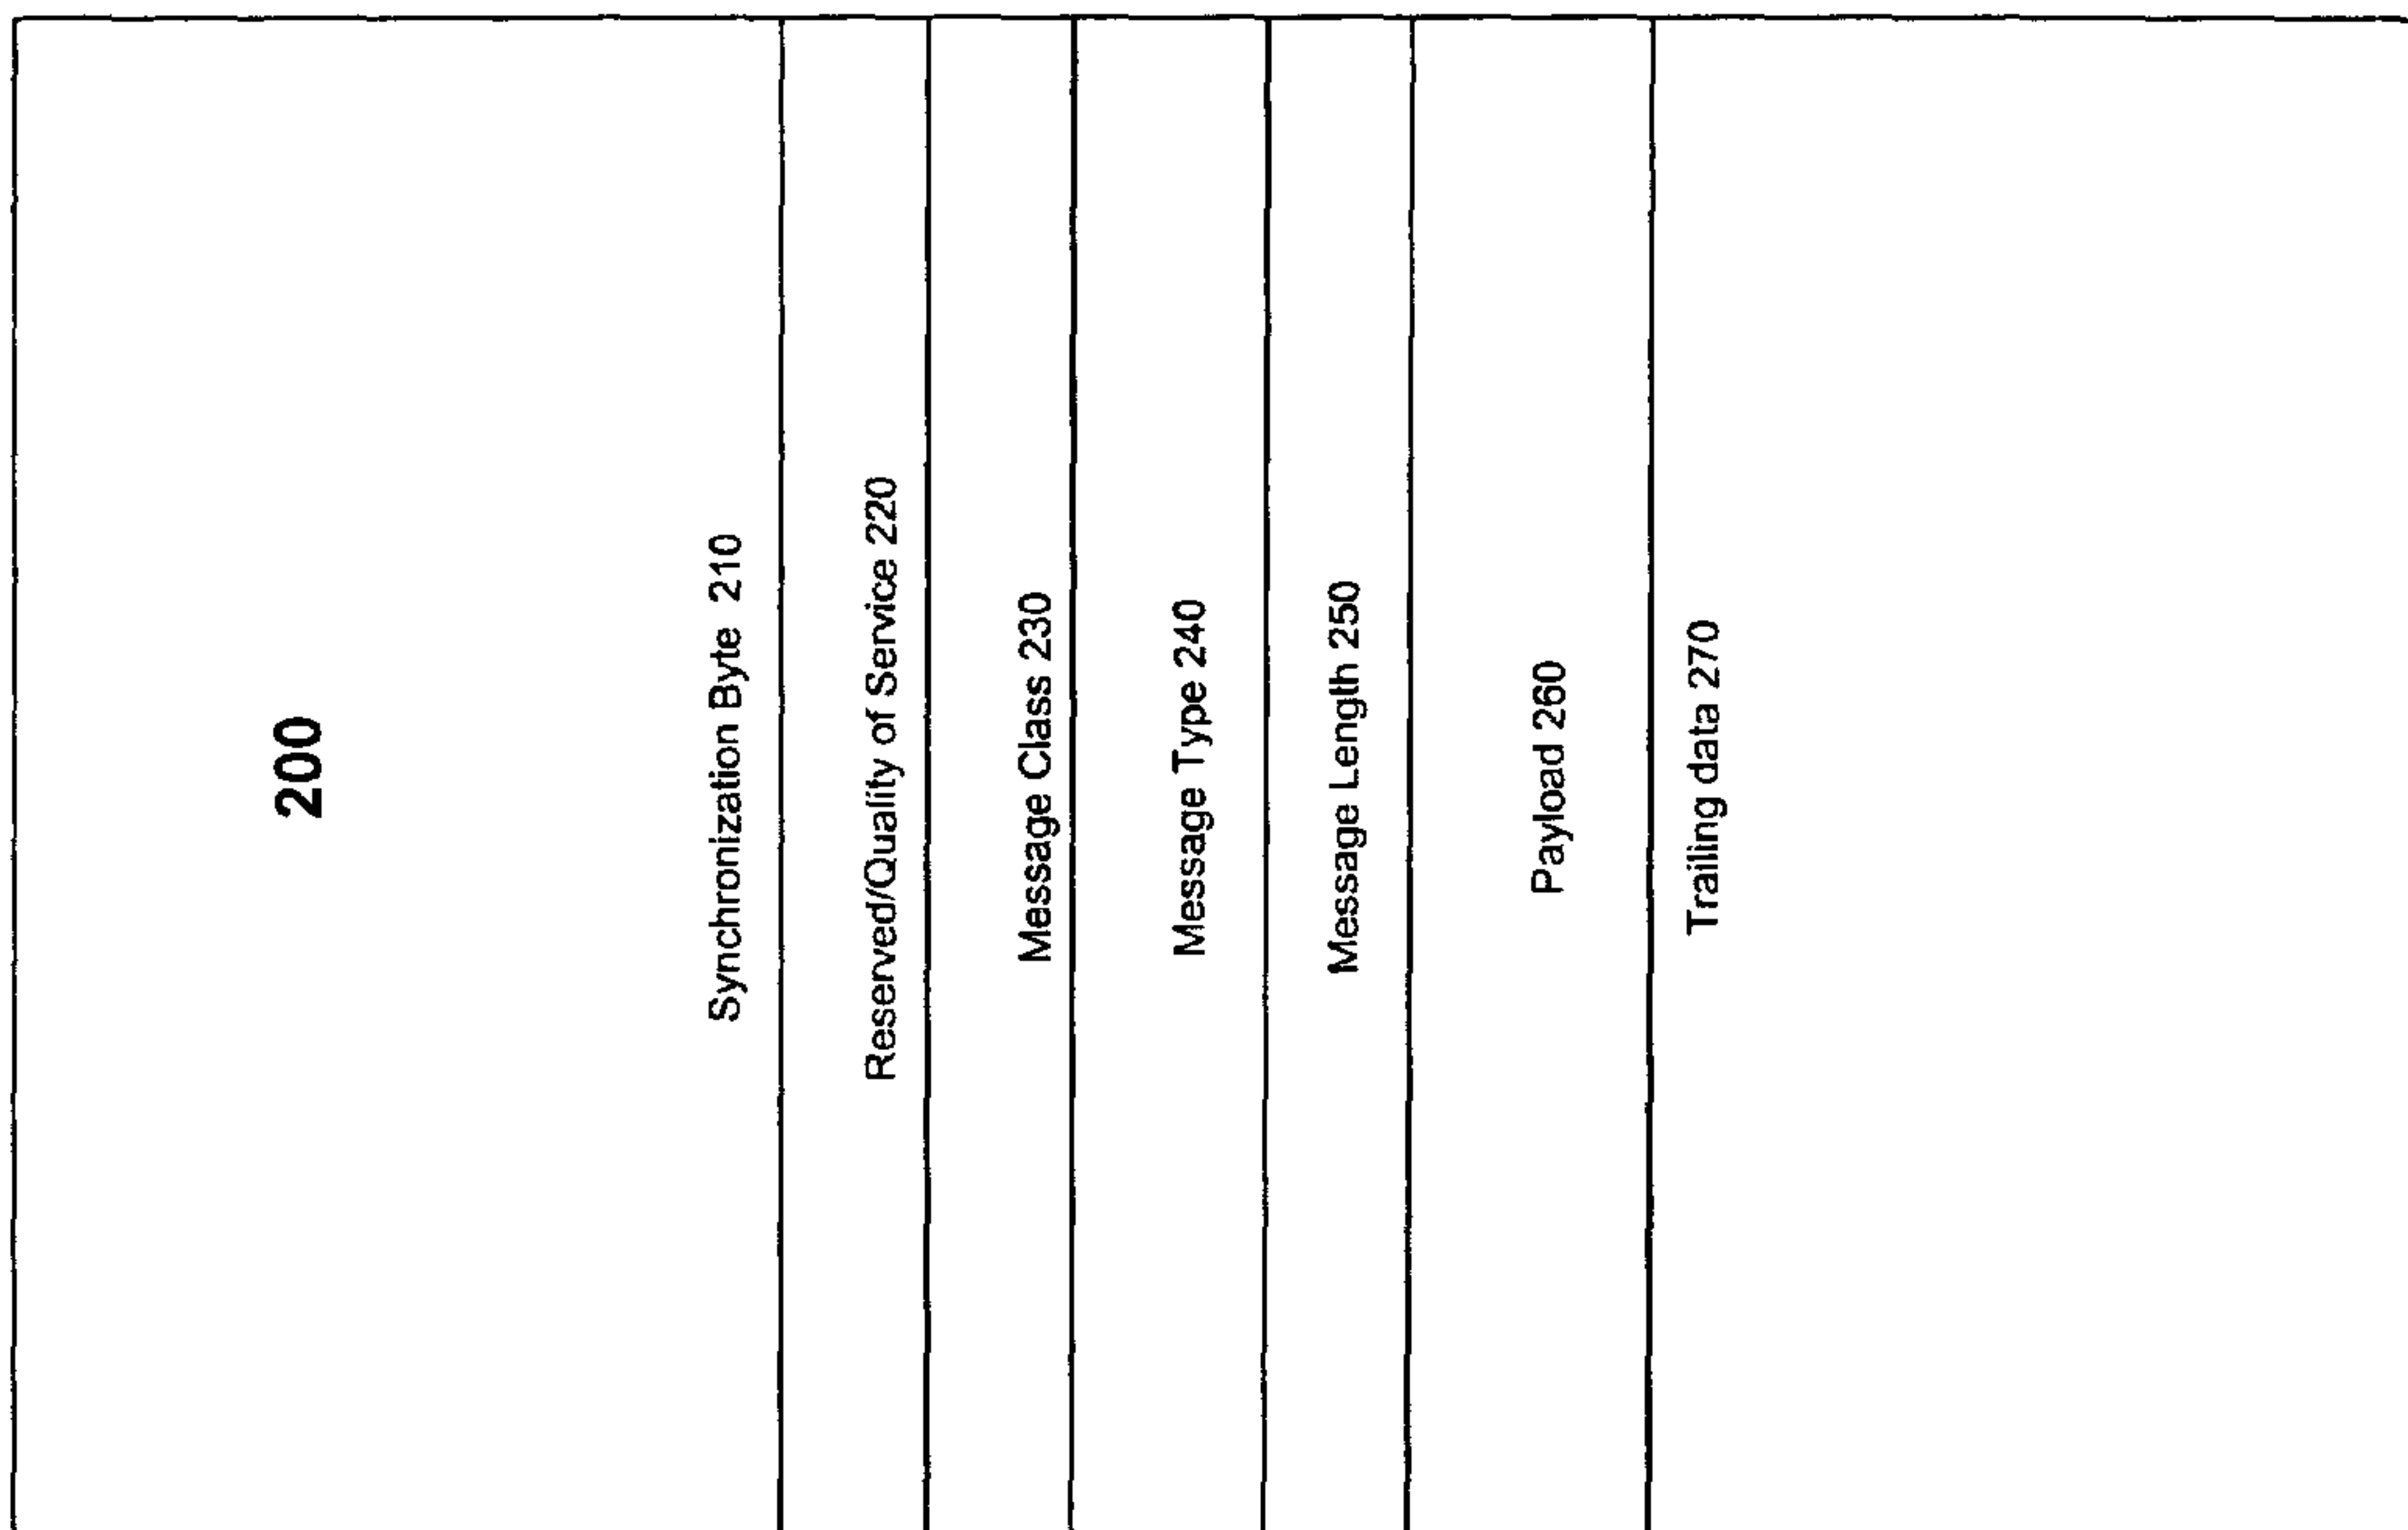 200
Synchronization Byte 210
Reserved/Quality of Service 220
Message Class 230
Message Type 240
Message Length 250
Payload 260
Trailing data 270